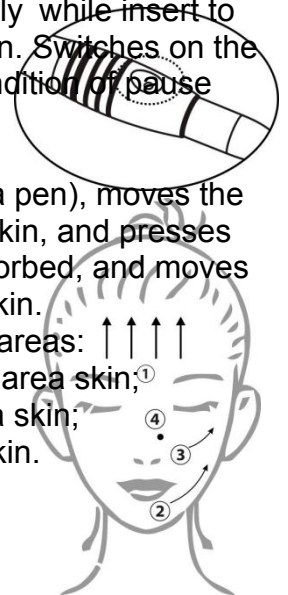 ly while insert to
n. Switches on the
ndition of pause
a pen), moves the
kin, and presses
orbed, and moves
kin.
areas:
area skin;①
a skin;
④
kin.
③
②